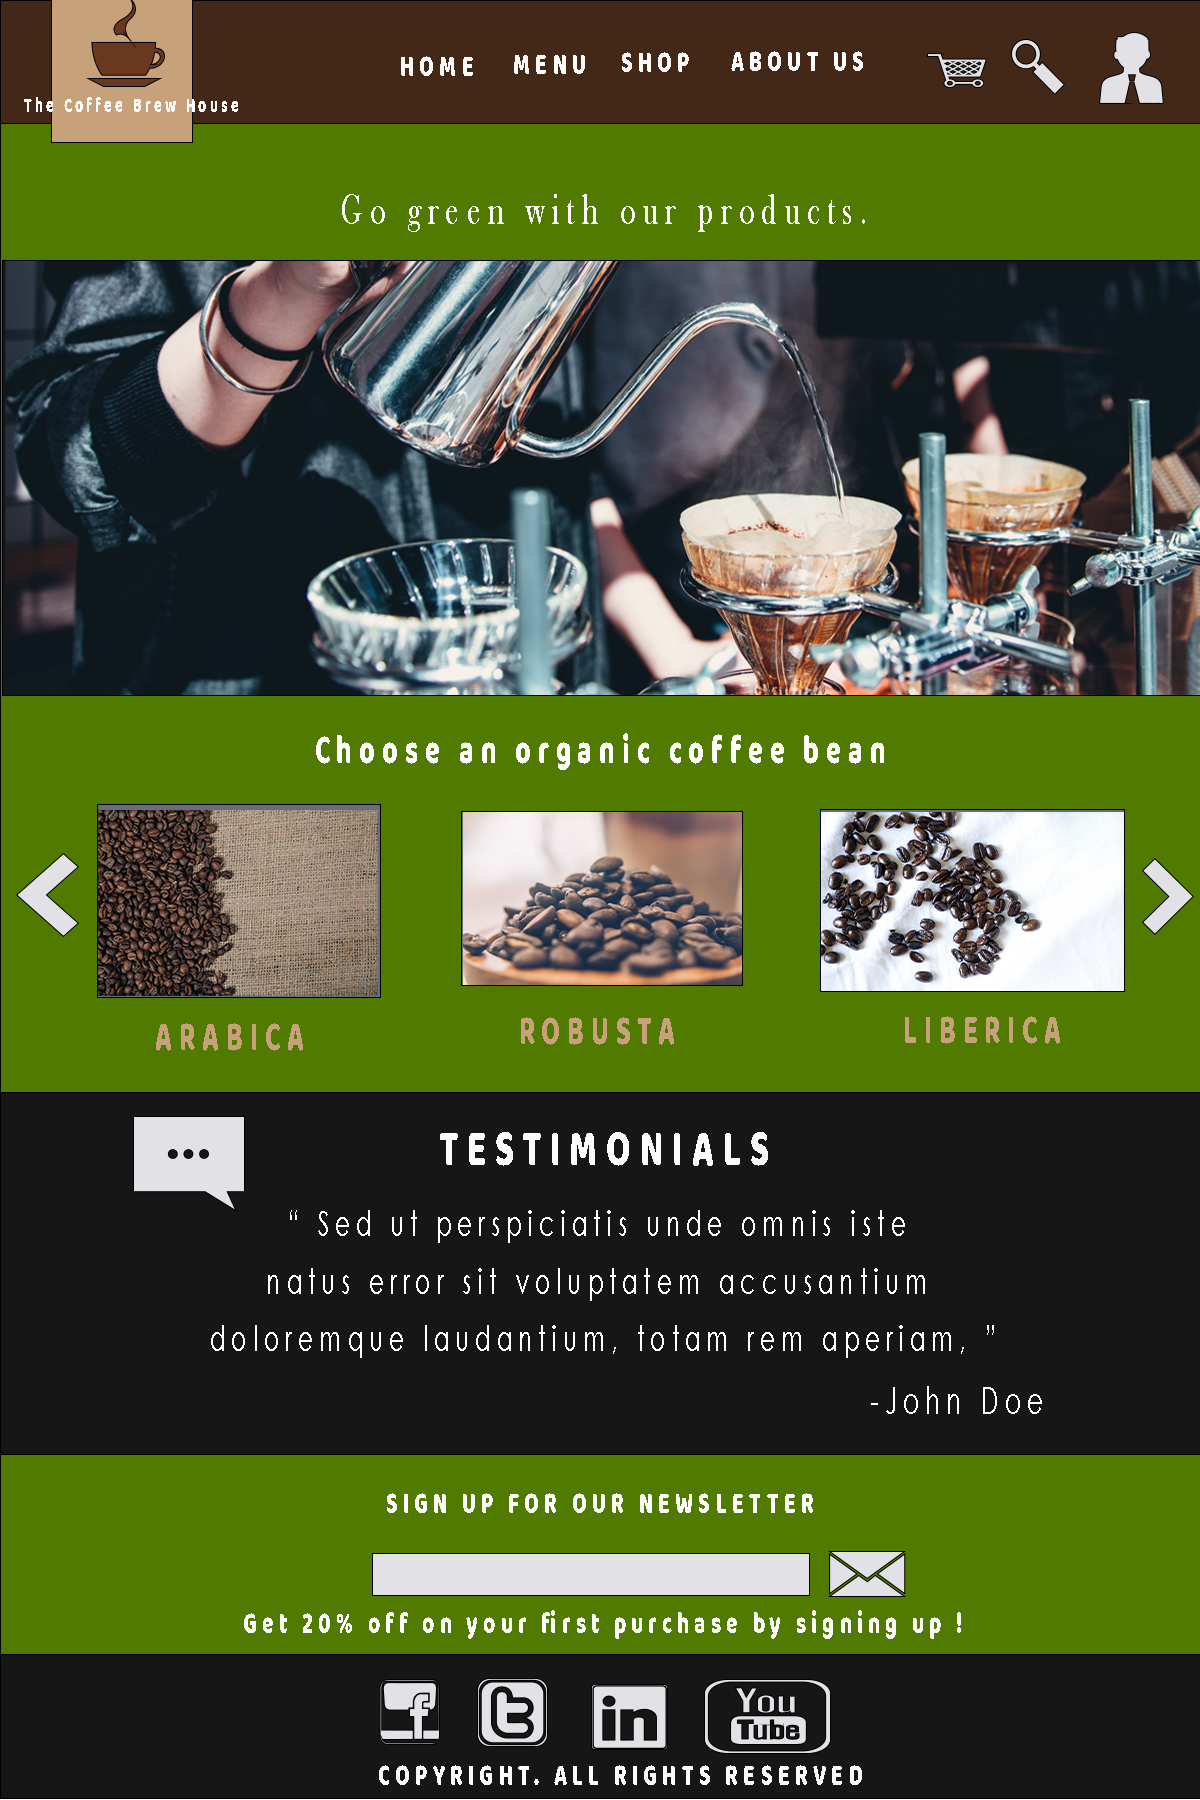 The Coffee Brew House
HOME MENU SHOP ABOUT US
Go green with our products.
Choose an organic coffee bean
ARABICA
ROBUSTA
LIBERICA
TESTIMONIALS
“ Sed ut perspiciatis unde omnis iste
natus error sit voluptatem accusantium
doloremque laudantium, totam rem aperiam, ”
-John Doe
SIGN UP FOR OUR NEWSLETTER
Get 20% off on your first purchase by signing up !
f
t
in
You
Tube
COPYRIGHT. ALL RIGHTS RESERVED